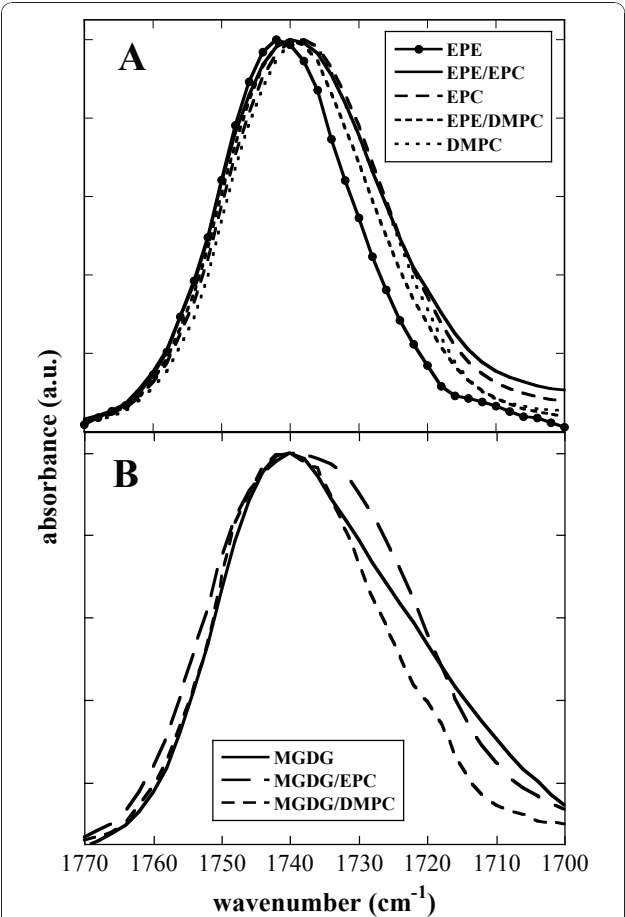 A
EPE
EPE/EPC
EPC
EPE/DMPC
DMPC
absorbance (a.u.)
B
MGDG
MGDG/EPC
MGDG/DMPC
1770 1760 1750 1740 1730 1720 1710 1700
wavenumber (cm-1)